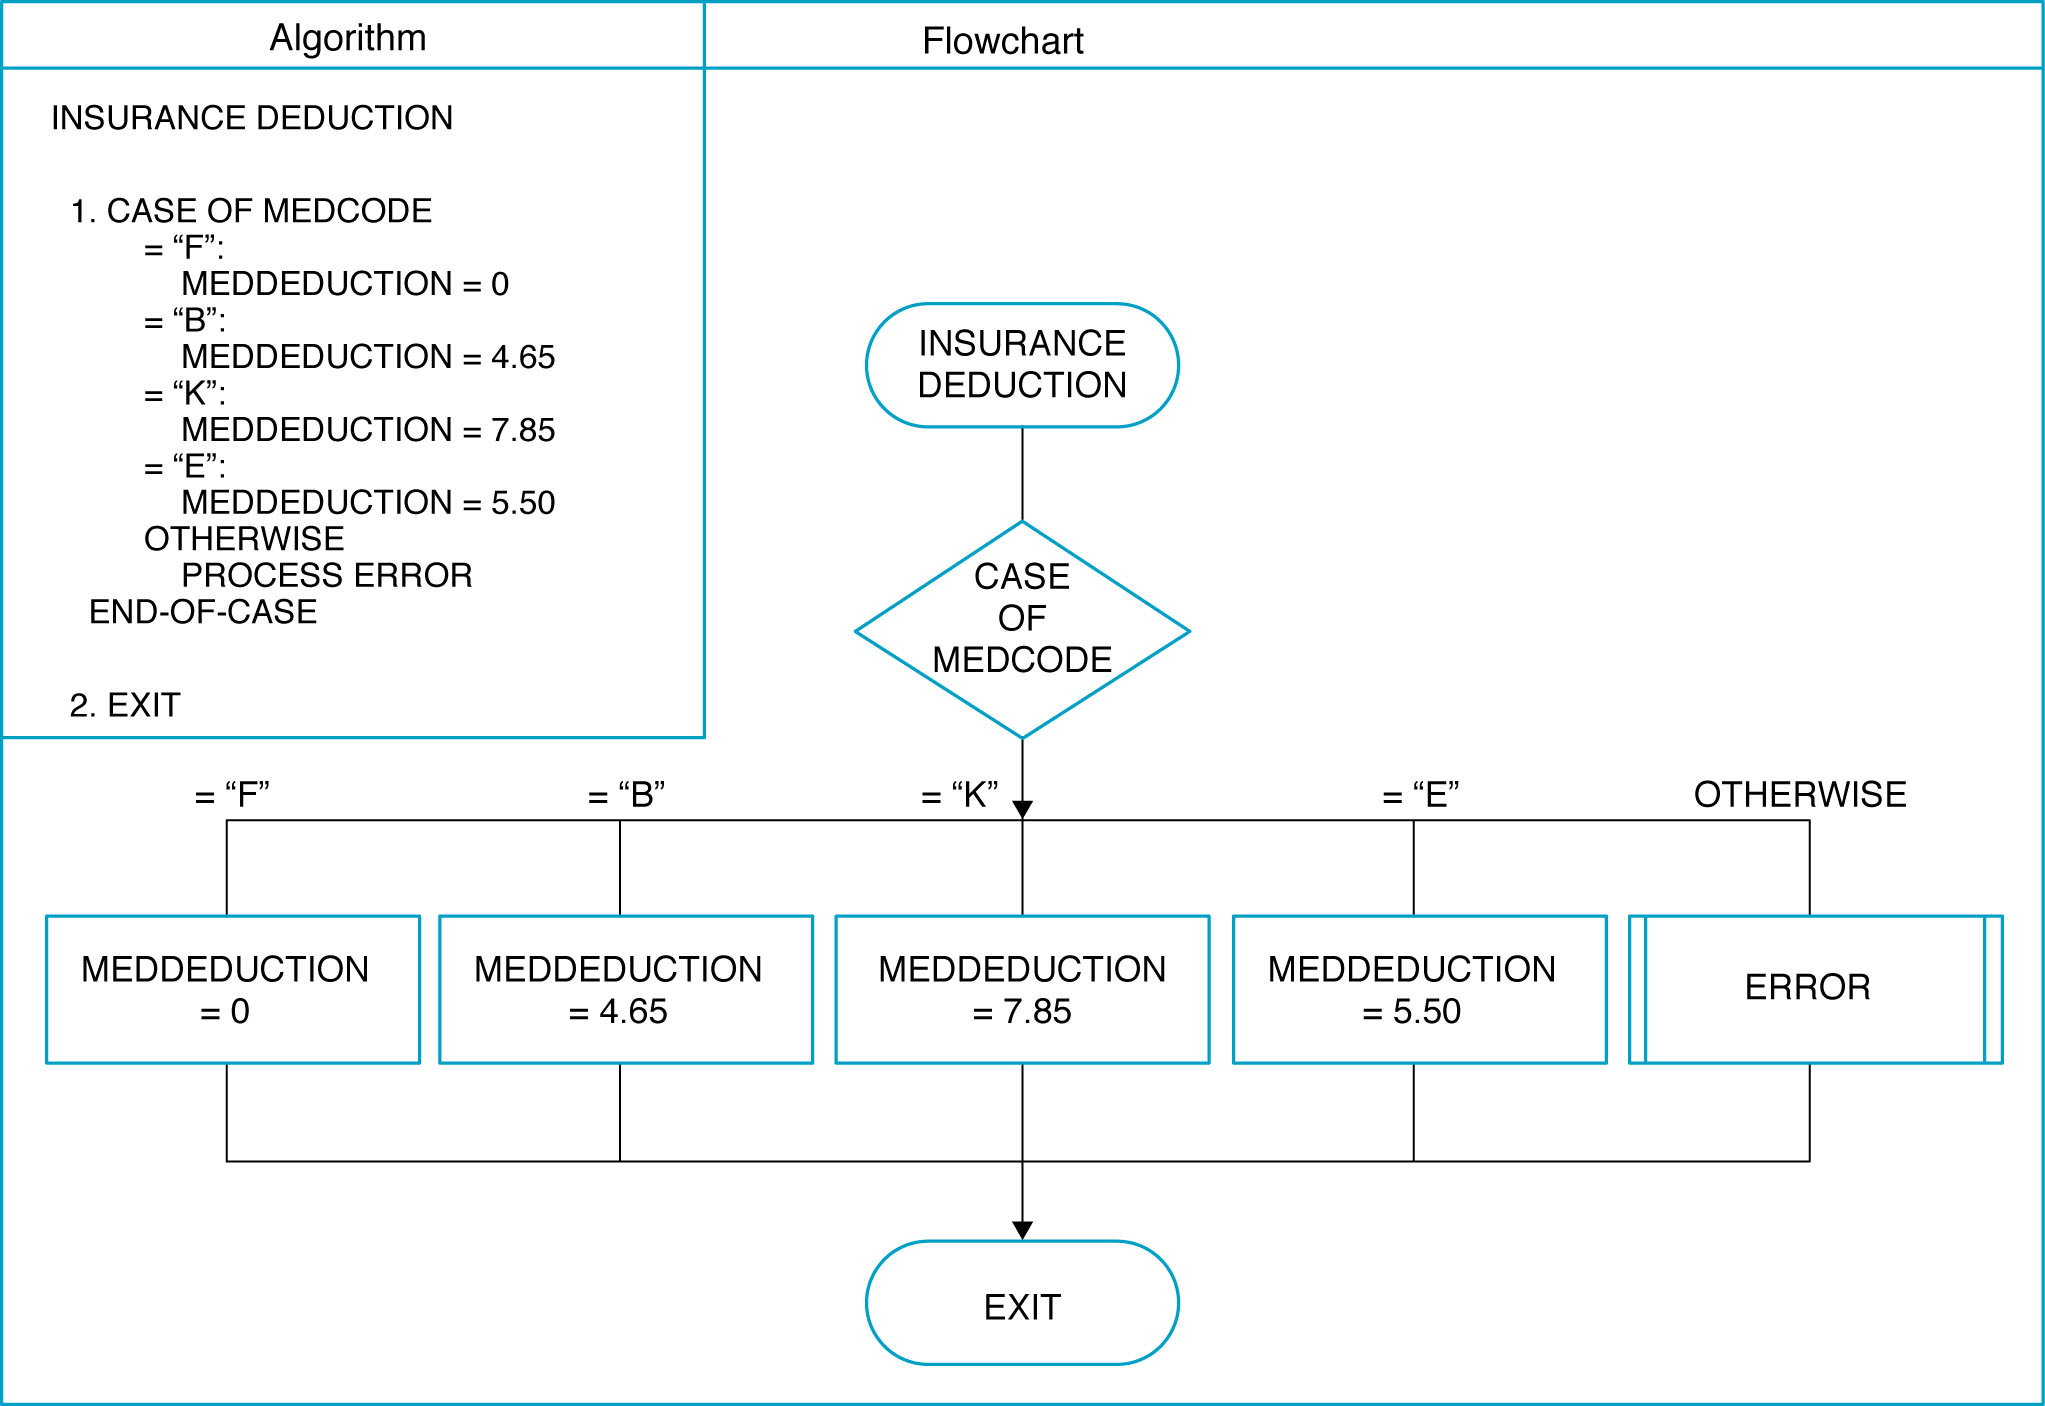 Algorithm
Flowchart
INSURANCE DEDUCTION
1. CASE OF MEDCODE
= “F”:
MEDDEDUCTION = 0
= “B”:
MEDDEDUCTION = 4.65
= “K”:
MEDDEDUCTION = 7.85
= “E”:
MEDDEDUCTION = 5.50
OTHERWISE
PROCESS ERROR
END-OF-CASE
2. EXIT
INSURANCE
DEDUCTION
CASE
OF
MEDCODE
= “F”
= “B”
= “K”
= “E”
OTHERWISE
MEDDEDUCTION
= 0
MEDDEDUCTION
= 4.65
MEDDEDUCTION
= 7.85
MEDDEDUCTION
= 5.50
ERROR
EXIT